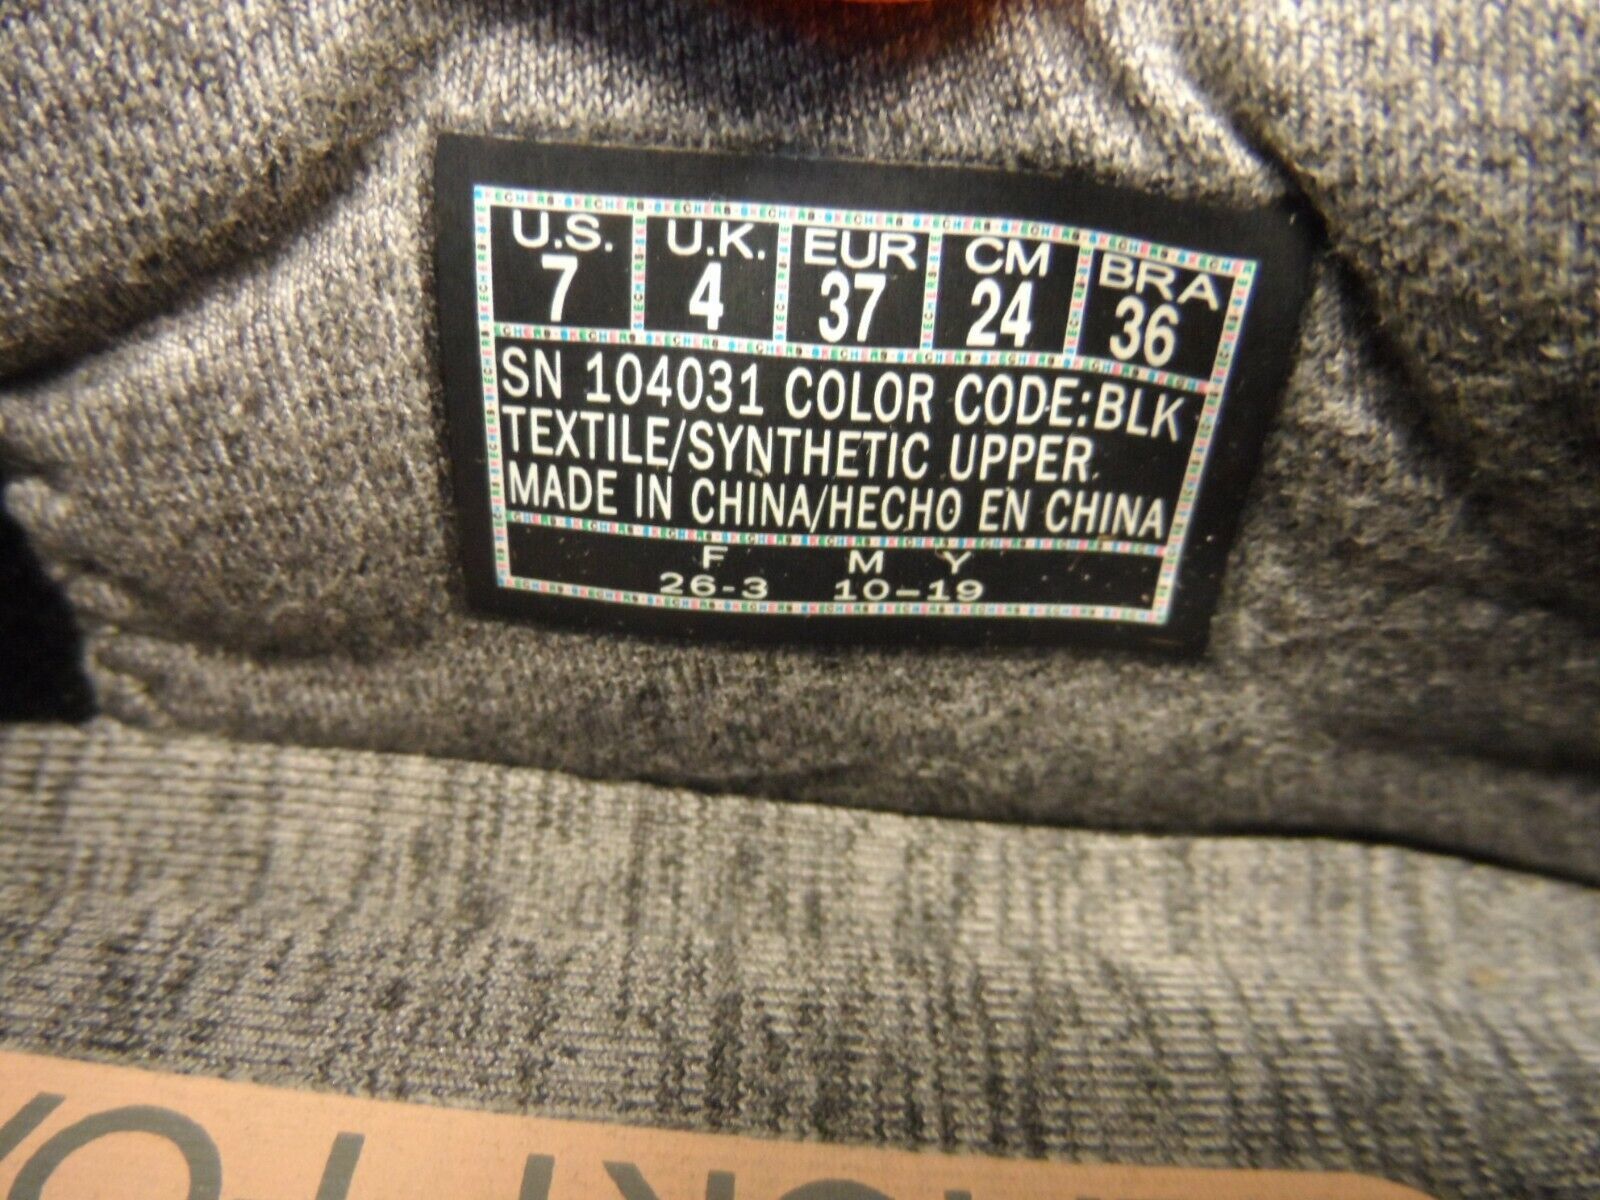 U.S. U.K. EUR CM BRA
7 4 37 24 36
SN 104031 COLOR CODE:BLK
TEXTILE/SYNTHETIC UPPER
MADE IN CHINA/HECHO EN CHINA
F M Y
26-3 10-19
SKECHERS